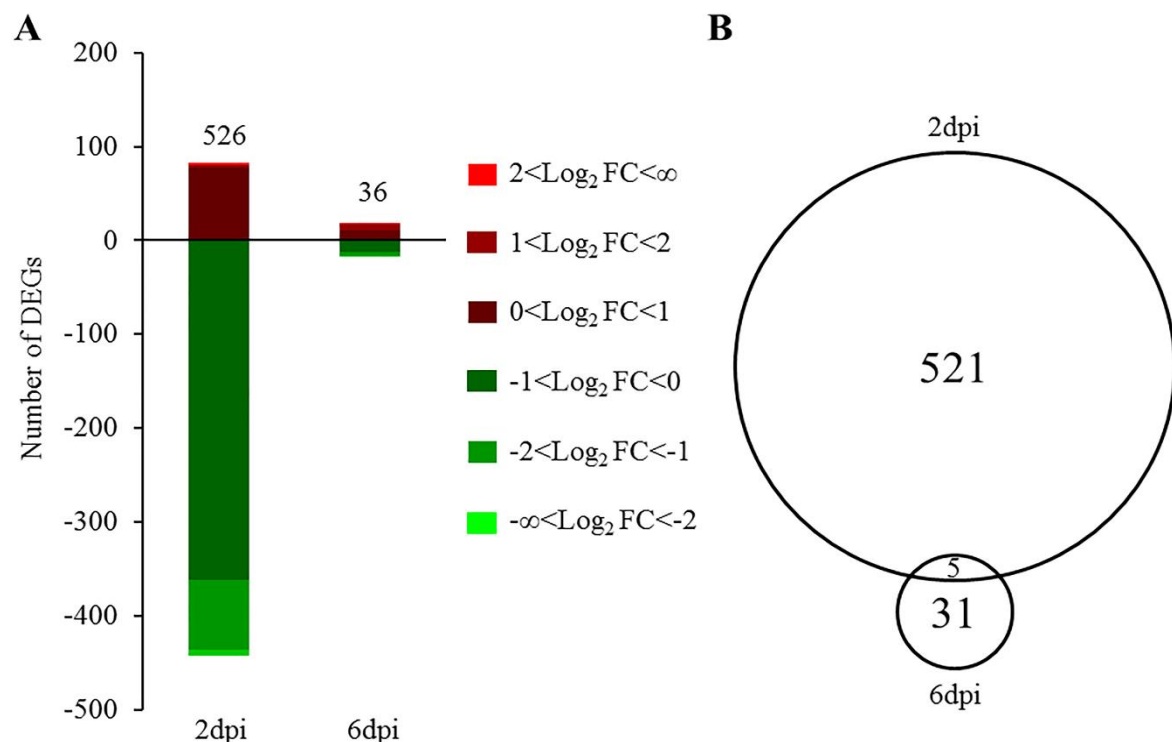 A
B
Number of DEGs
200
100
0
-100
-200
-300
-400
-500
526
36
2dpi
6dpi
2<Log₂ FC<∞
1<Log₂ FC<2
0<Log₂ FC<1
-1<Log₂ FC<0
-2<Log₂ FC<-1
-∞<Log₂ FC<-2
2dpi
521
5
31
6dpi